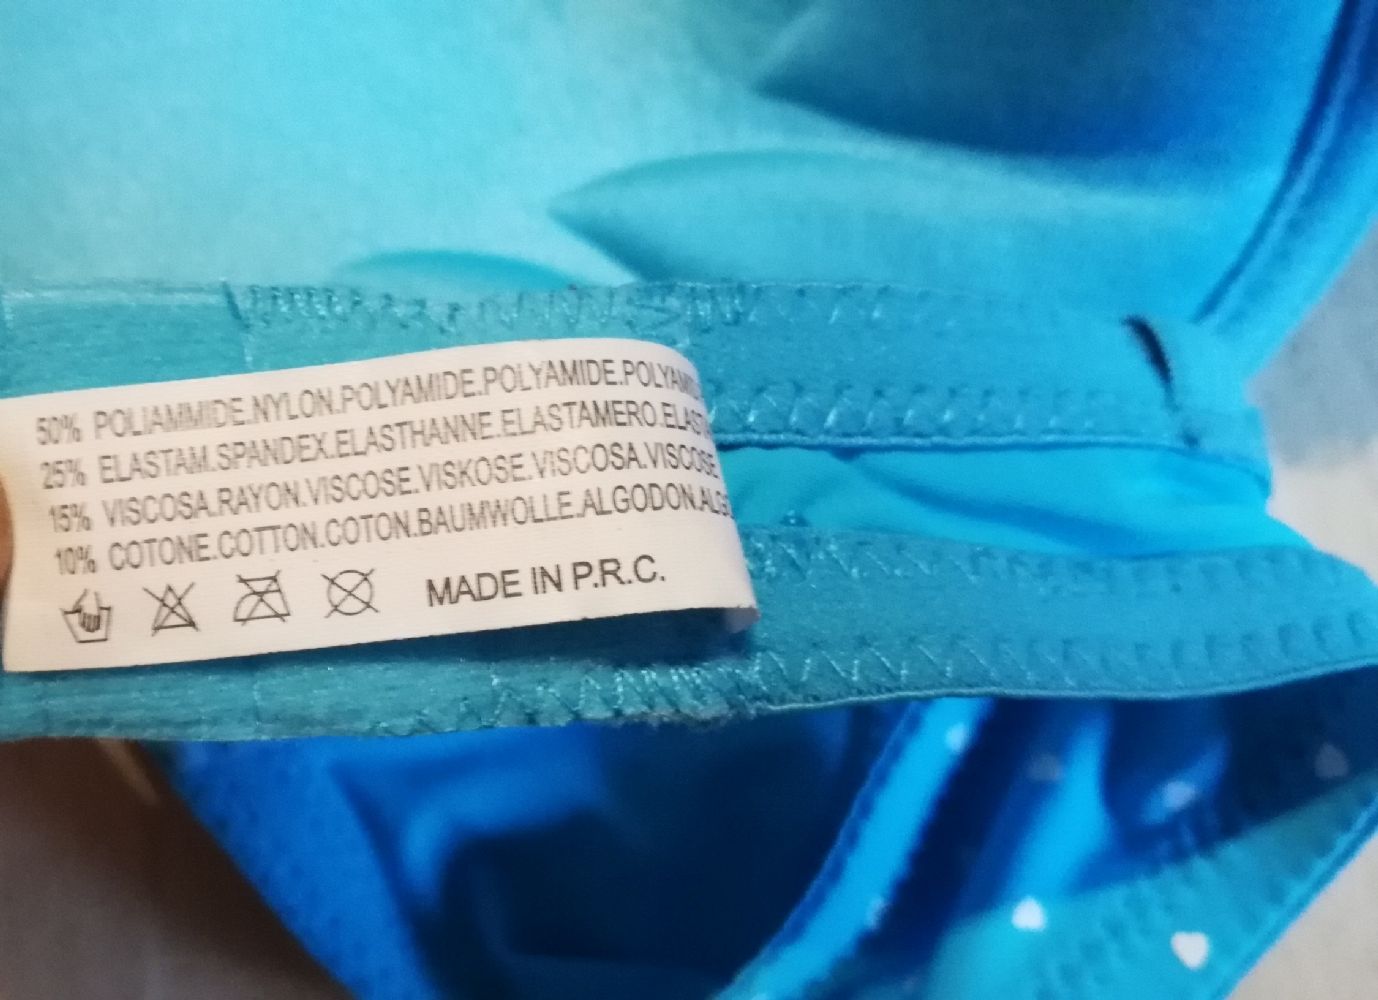 50% POLIAMMIDE.NYLON.POLYAMIDE.POLYAMIDE.POLYAMID
25% ELASTAM.SPANDEX.ELASTHANNE.ELASTAMERO.ELAST
15% VISCOSA.RAYON.VISCOSE.VISKOSE.VISCOSA.VISCOSE
10% COTONE.COTTON.COTON.BAUMWOLLE.ALGODON.ALGO
MADE IN P.R.C.